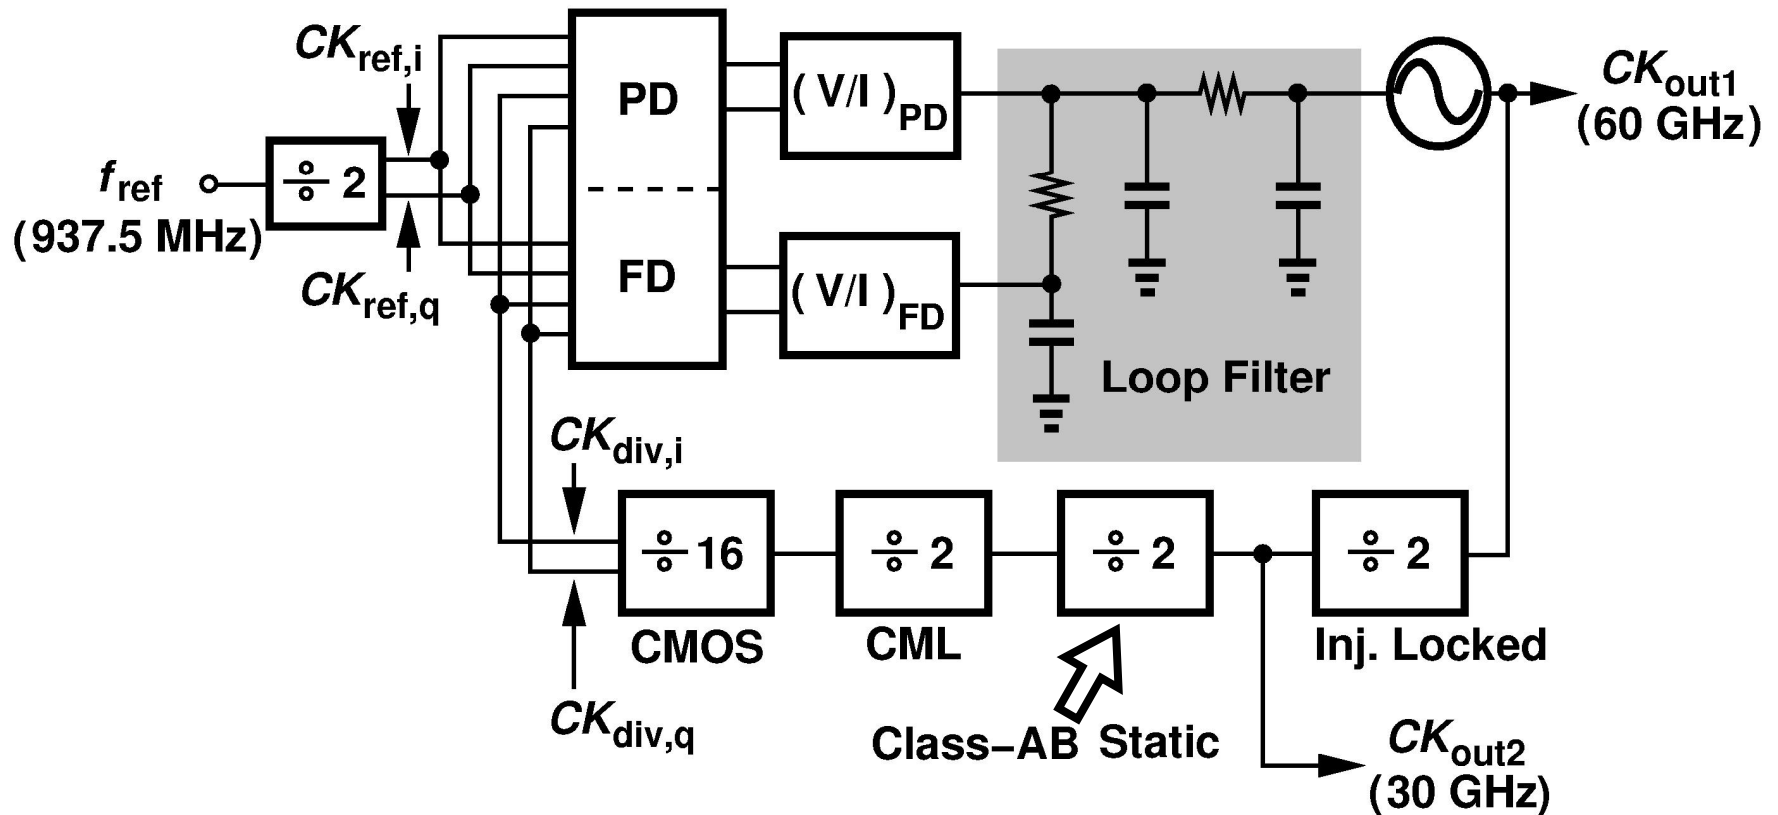 CKref,i
fref
(937.5 MHz)
÷ 2
CKref,q
PD
FD
( V/I )PD
( V/I )FD
Loop Filter
CKout1
(60 GHz)
CKdiv,i
÷ 16
÷ 2
÷ 2
÷ 2
CMOS
CML
Inj. Locked
CKdiv,q
Class–AB Static
CKout2
(30 GHz)